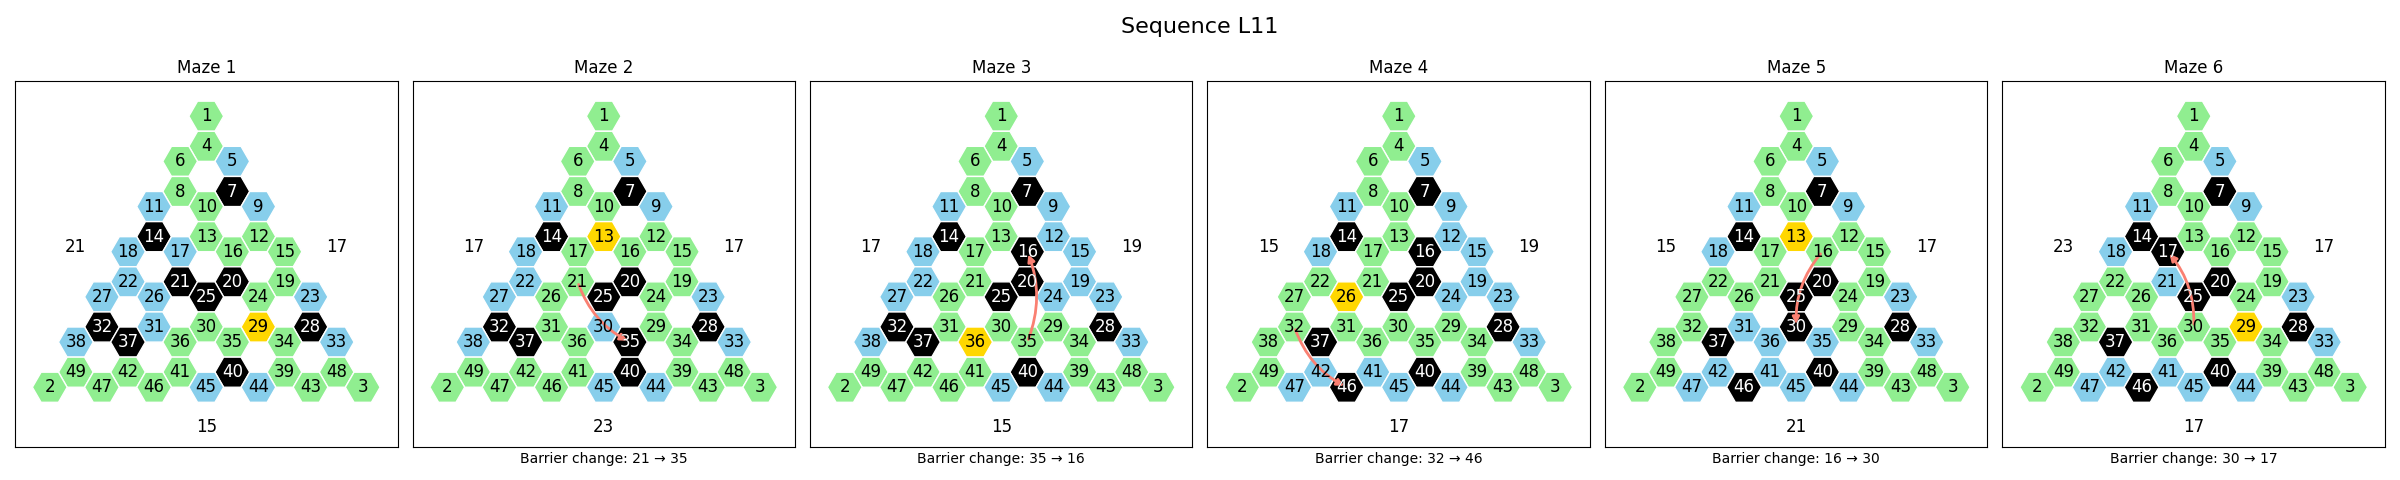 Sequence L11
Maze 1 Maze 2 Maze 3 Maze 4 Maze 5 Maze 6
1 1 1 1 1 1
4 4 4 4 4 4
6 5 6 5 6 5 6 5 6 5 6 5
8 7 8 7 8 7 8 7 8 7 8 7
11 10 9 11 10 9 11 10 9 11 10 9 11 10 9 11 10 9
14 13 12 14 13 12 14 13 12 14 13 12 14 13 12 14 13 12
21 18 17 16 15 17 17 18 17 16 15 17 17 18 17 16 15 19 15 18 17 16 15 19 15 18 17 16 15 17 23 18 17 16 15 17
22 21 20 19 22 21 20 19 22 21 20 19 22 21 20 19 22 21 20 19 22 21 20 19
27 26 25 24 23 27 26 25 24 23 27 26 25 24 23 27 26 25 24 23 27 26 25 24 23 27 26 25 24 23
32 31 30 29 28 32 31 30 29 28 32 31 30 29 28 32 31 30 29 28 32 31 30 29 28 32 31 30 29 28
38 37 36 35 34 33 38 37 36 35 34 33 38 37 36 35 34 33 38 37 36 35 34 33 38 37 36 35 34 33 38 37 36 35 34 33
49 42 41 40 39 48 49 42 41 40 39 48 49 42 41 40 39 48 49 42 41 40 39 48 49 42 41 40 39 48 49 42 41 40 39 48
2 47 46 45 44 43 3 2 47 46 45 44 43 3 2 47 46 45 44 43 3 2 47 46 45 44 43 3 2 47 46 45 44 43 3 2 47 46 45 44 43 3
15 23 15 17 21 17
Barrier change: 21 → 35 Barrier change: 35 → 16 Barrier change: 32 → 46 Barrier change: 16 → 30 Barrier change: 30 → 17